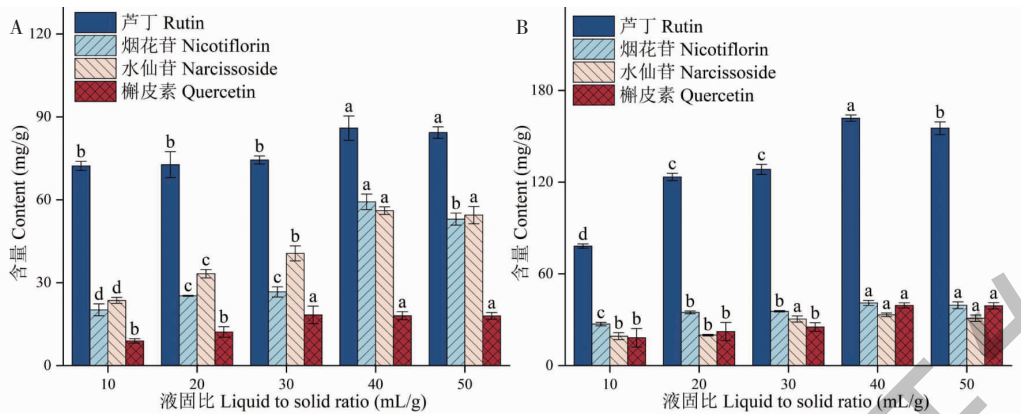 A
芦丁 Rutin
烟花苷 Nicotiflorin
水仙苷 Narcissoside
槲皮素 Quercetin
含量 Content (mg/g)
120
90
60
30
0
b d d b
b c c b
b c b a
a a a a
a b a a
10 20 30 40 50
液固比 Liquid to solid ratio (mL/g)
B
芦丁 Rutin
烟花苷 Nicotiflorin
水仙苷 Narcissoside
槲皮素 Quercetin
含量 Content (mg/g)
180
120
60
0
d c b b
c b b b
c b a b
a a a a
b a a a
10 20 30 40 50
液固比 Liquid to solid ratio (mL/g)